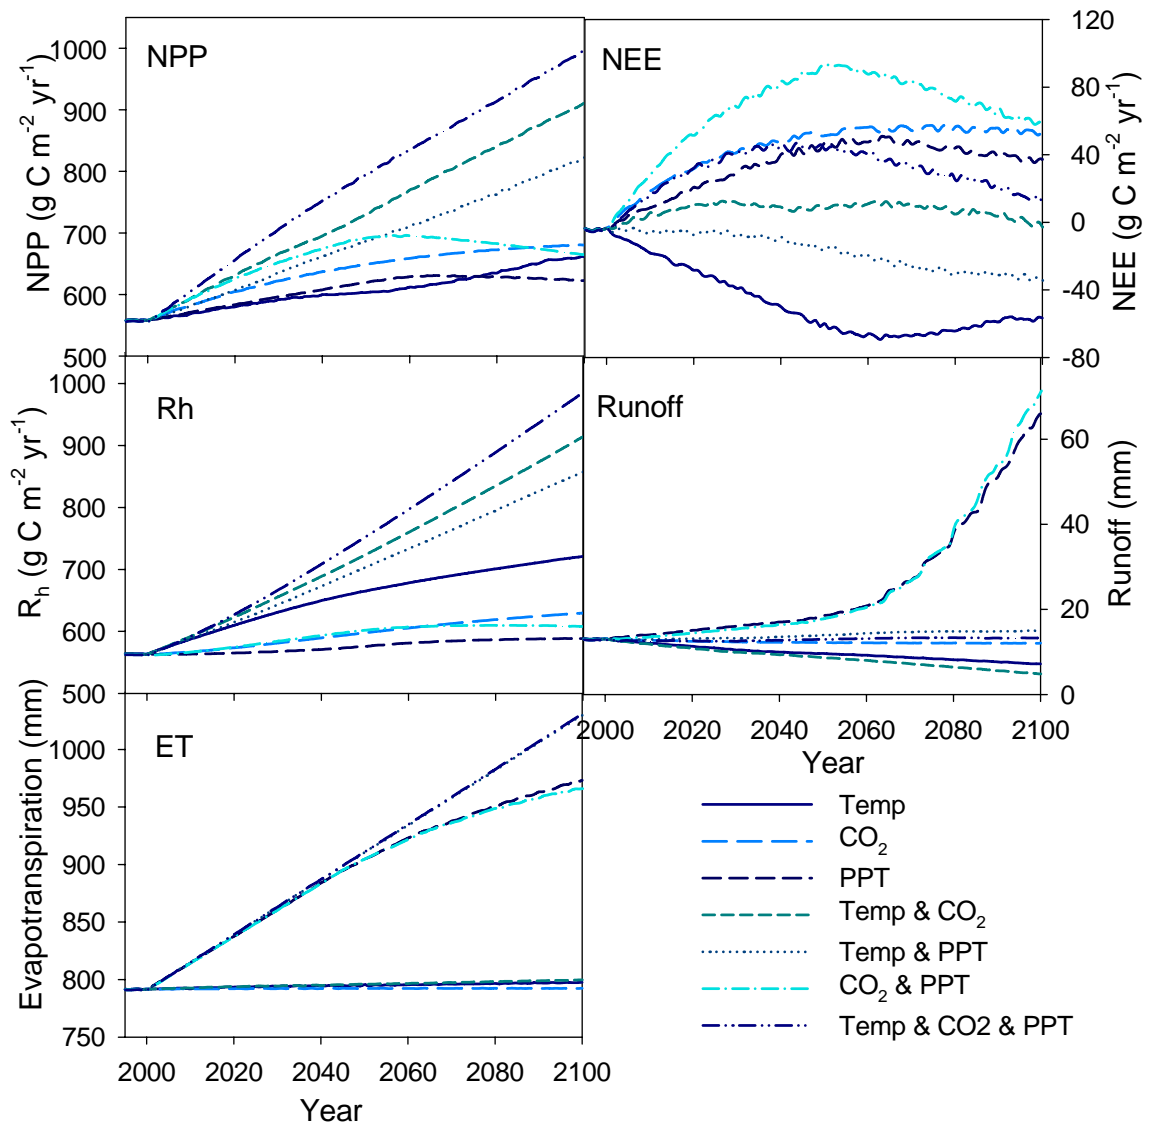 NPP
NPP (g C m-2 yr-1)
1000
900
800
700
600
500
NEE
NEE (g C m-2 yr-1)
120
80
40
0
-40
-80
Rh
Rh (g C m-2 yr-1)
1000
900
800
700
600
500
Runoff
Runoff (mm)
60
40
20
0
2000 2020 2040 2060 2080 2100
Year
ET
Evapotranspiration (mm)
1000
950
900
850
800
750
2000 2020 2040 2060 2080 2100
Year
Temp
CO2
PPT
Temp & CO2
Temp & PPT
CO2 & PPT
Temp & CO2 & PPT